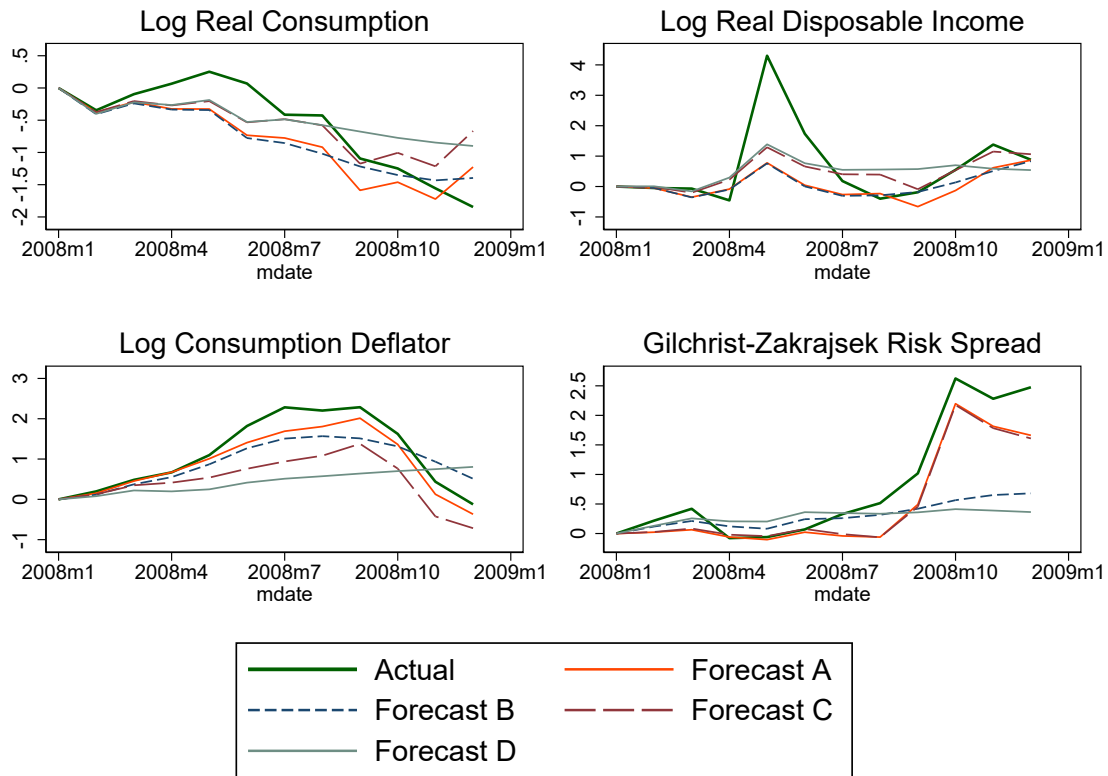 Log Real Consumption
.5
0
-.5
-1
-1.5
-2
2008m1
2008m4
2008m7
2008m10
2009m1
mdate
Log Real Disposable Income
4
3
2
1
0
-1
2008m1
2008m4
2008m7
2008m10
2009m1
mdate
Log Consumption Deflator
3
2
1
0
-1
2008m1
2008m4
2008m7
2008m10
2009m1
mdate
Gilchrist-Zakrajsek Risk Spread
2.5
2
1.5
1
.5
0
2008m1
2008m4
2008m7
2008m10
2009m1
mdate
Actual
Forecast A
Forecast B
Forecast C
Forecast D